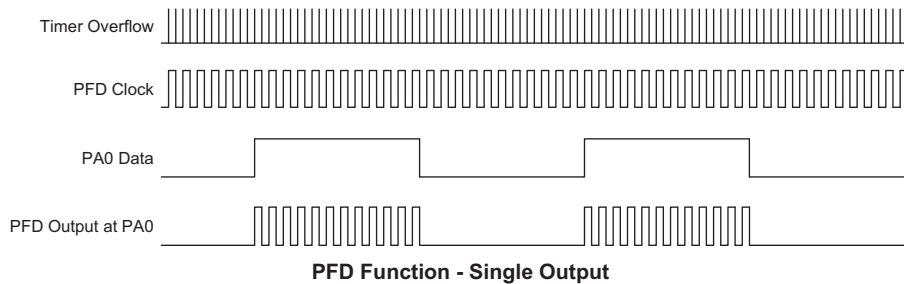 Timer Overflow
PFD Clock
PA0 Data
PFD Output at PA0
PFD Function - Single Output